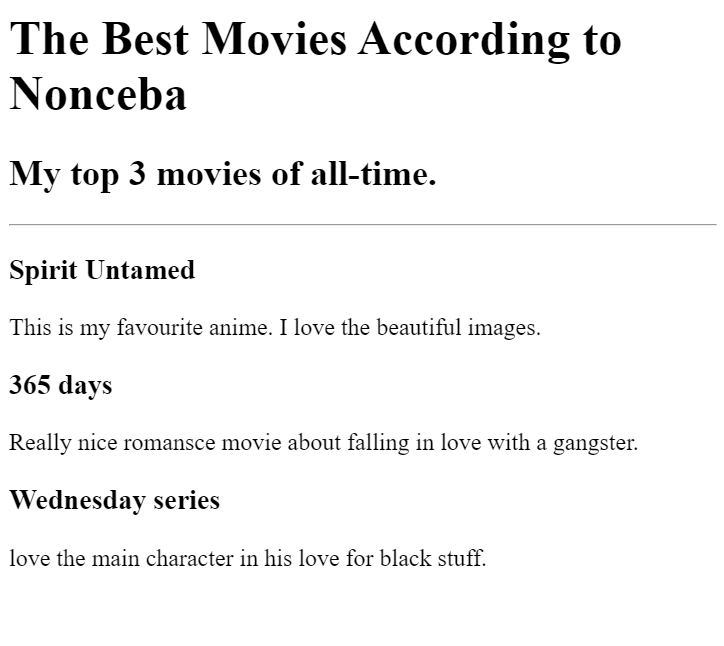 The Best Movies According to
Nonceba
My top 3 movies of all-time.
Spirit Untamed
This is my favourite anime. I love the beautiful images.
365 days
Really nice romansce movie about falling in love with a gangster.
Wednesday series
love the main character in his love for black stuff.